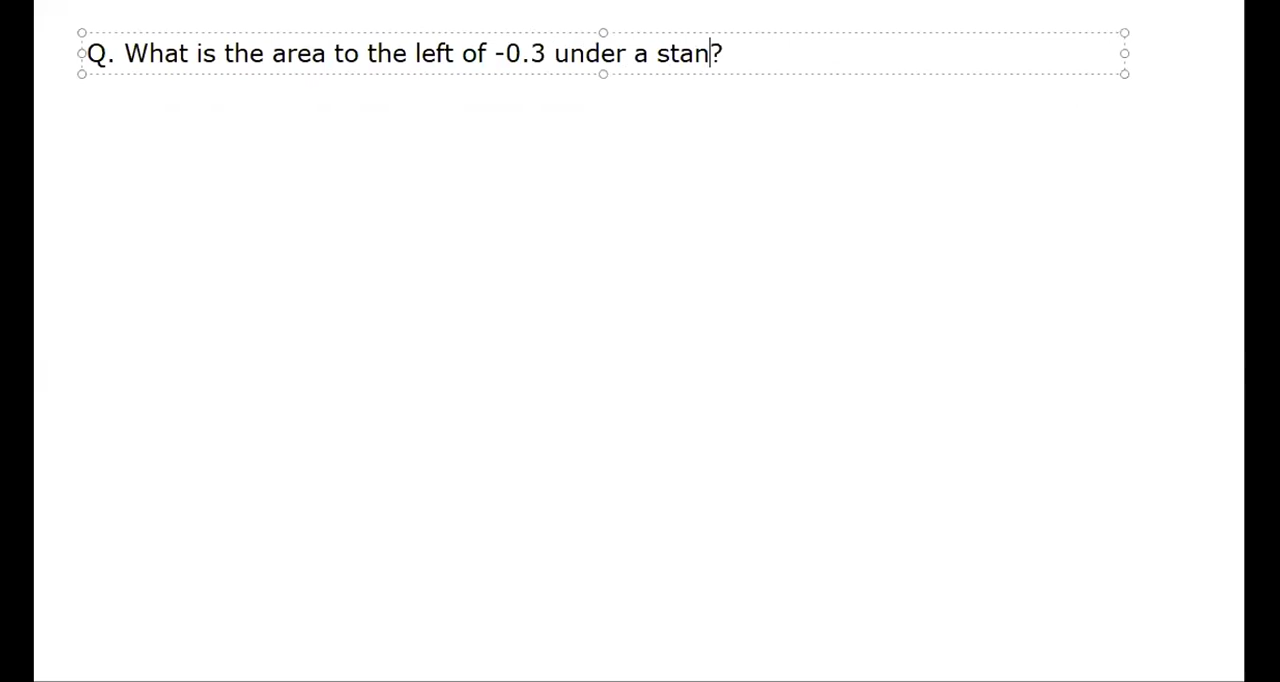 Q. What is the area to the left of -0.3 under a stan?